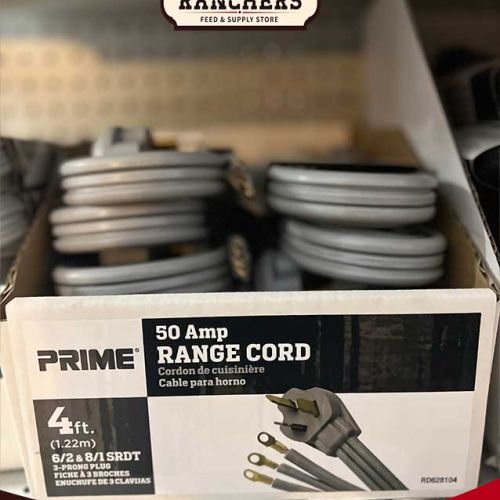 RANCHERS
FEED & SUPPLY STORE
PRIME®
50 Amp
RANGE CORD
Cordon de cuisinière
Cable para horno
4ft.
(1.22m)
6/2 & 8/1 SRDT
3-PRONG PLUG
FICHE À 3 BROCHES
ENCHUFE DE 3 CLAVIJAS
RD628104